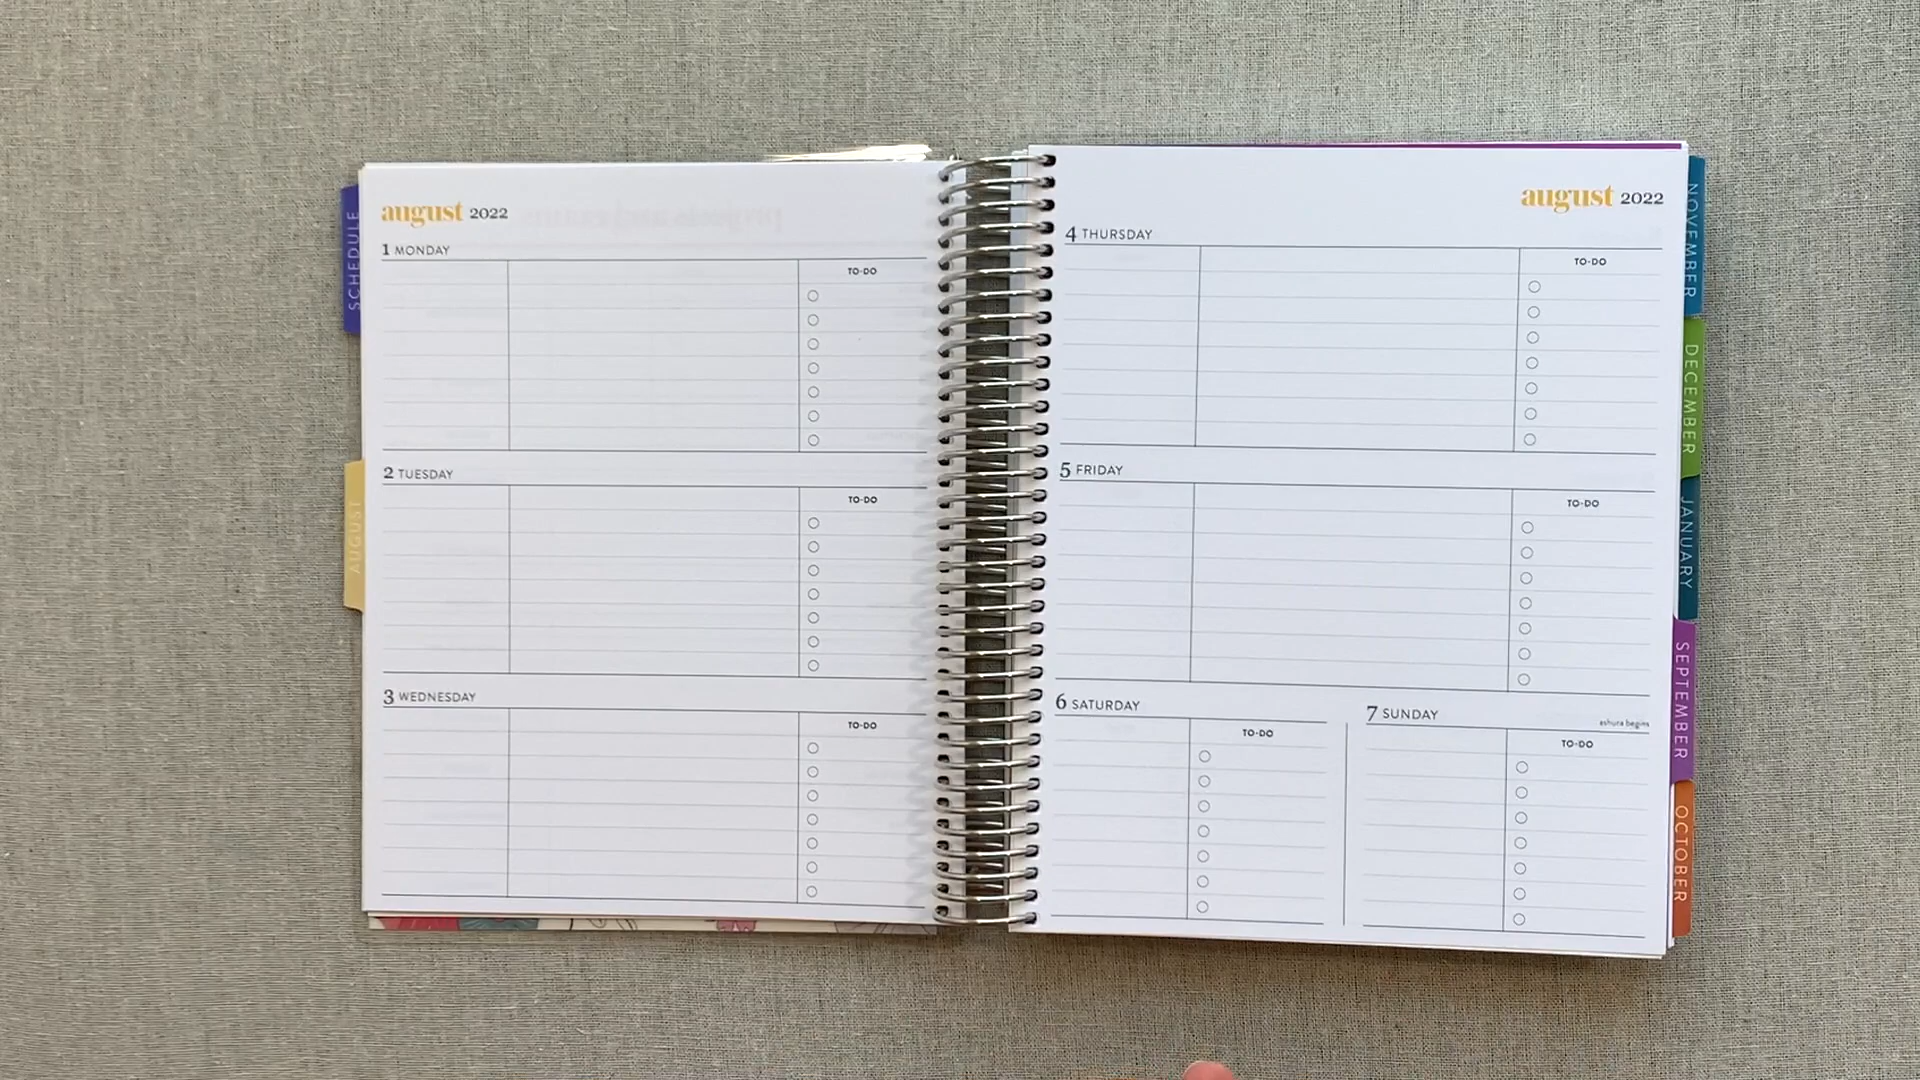 august 2022
1 MONDAY
TO-DO
2 TUESDAY
TO-DO
3 WEDNESDAY
TO-DO
august 2022
4 THURSDAY
TO-DO
5 FRIDAY
TO-DO
6 SATURDAY
TO-DO
7 SUNDAY
ashura begins
TO-DO
SCHEDULE
AUGUST
NOVEMBER
DECEMBER
JANUARY
SEPTEMBER
OCTOBER